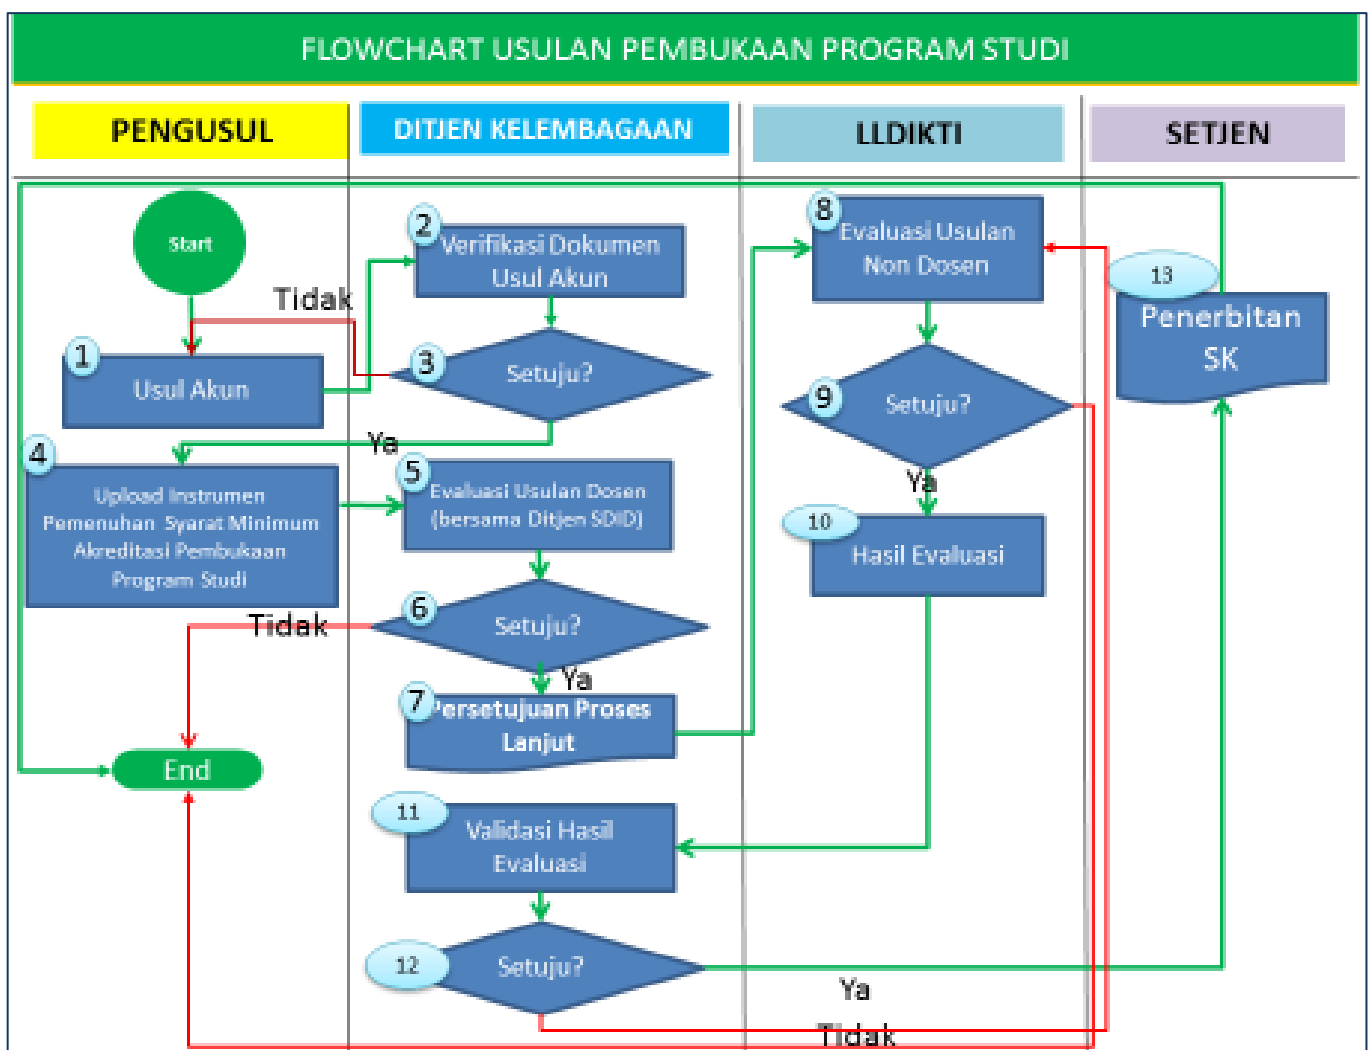 FLOWCHART USULAN PEMBUKAAN PROGRAM STUDI
PENGUSUL
DITJEN KELEMBAGAAN
LLDIKTI
SETJEN
Start
Tidak
1
Usul Akun
2
Verifikasi Dokumen
Usul Akun
3
Setuju?
Ya
4
Upload Instrumen
Pemenuhan Syarat Minimum
Akreditasi Pembukaan
Program Studi
5
Evaluasi Usulan Dosen
(bersama Ditjen SDID)
6
Setuju?
Tidak
Ya
7
Persetujuan Proses
Lanjut
End
8
Evaluasi Usulan
Non Dosen
9
Setuju?
Ya
10
Hasil Evaluasi
11
Validasi Hasil
Evaluasi
12
Setuju?
Ya
Tidak
13
Penerbitan
SK